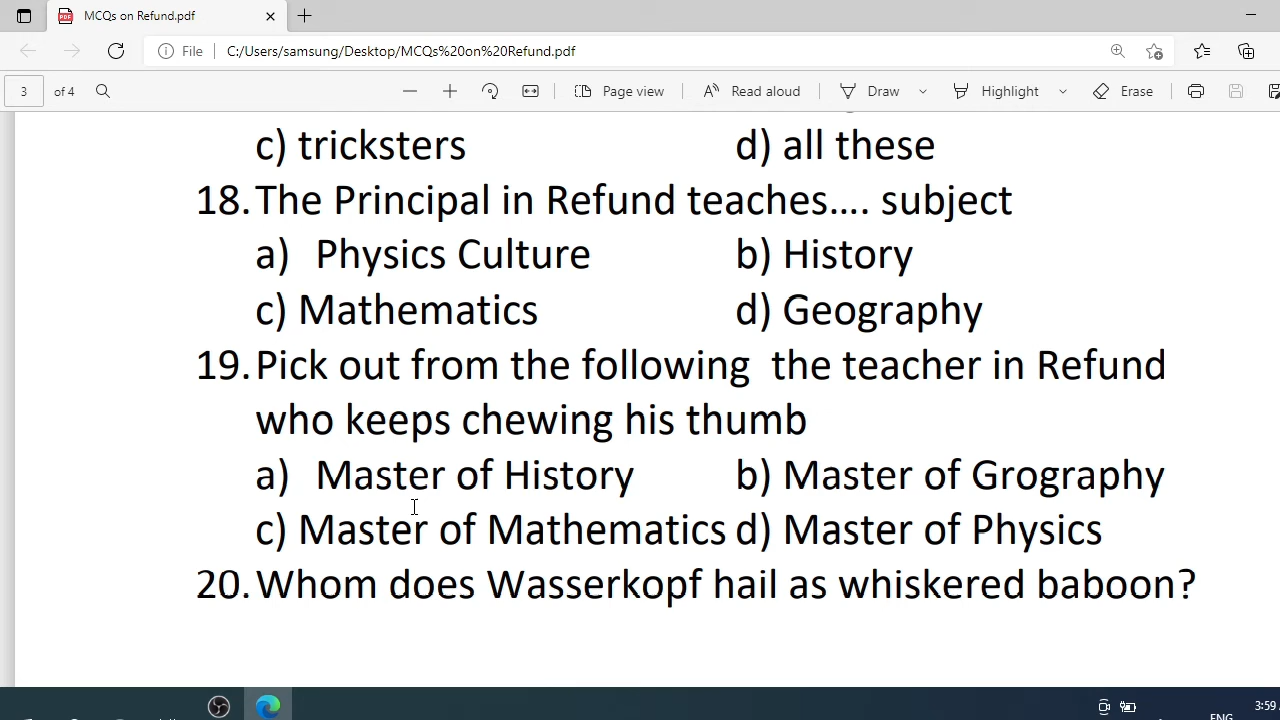 MCQs on Refund.pdf
File C:/Users/samsung/Desktop/MCQs%20on%20Refund.pdf
3 of 4 Page view Read aloud Draw Highlight Erase
c) tricksters d) all these
18. The Principal in Refund teaches.... subject
a) Physics Culture b) History
c) Mathematics d) Geography
19. Pick out from the following the teacher in Refund
who keeps chewing his thumb
a) Master of History b) Master of Grography
c) Master of Mathematics d) Master of Physics
20. Whom does Wasserkopf hail as whiskered baboon?
3:59
ENG